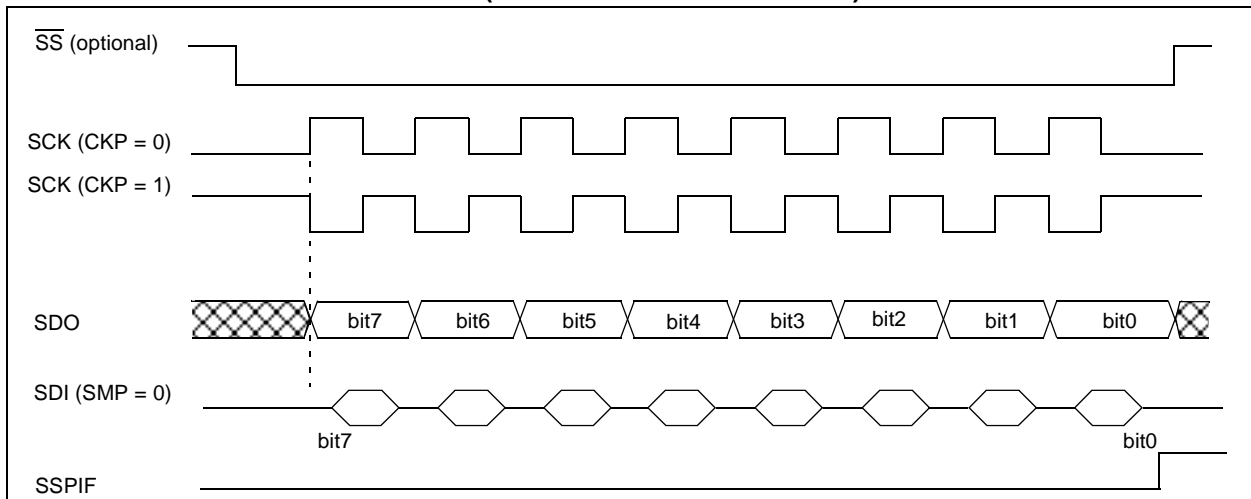 SS (optional)
SCK (CKP = 0)
SCK (CKP = 1)
SDO bit7 bit6 bit5 bit4 bit3 bit2 bit1 bit0
SDI (SMP = 0)
bit7 bit0
SSPIF